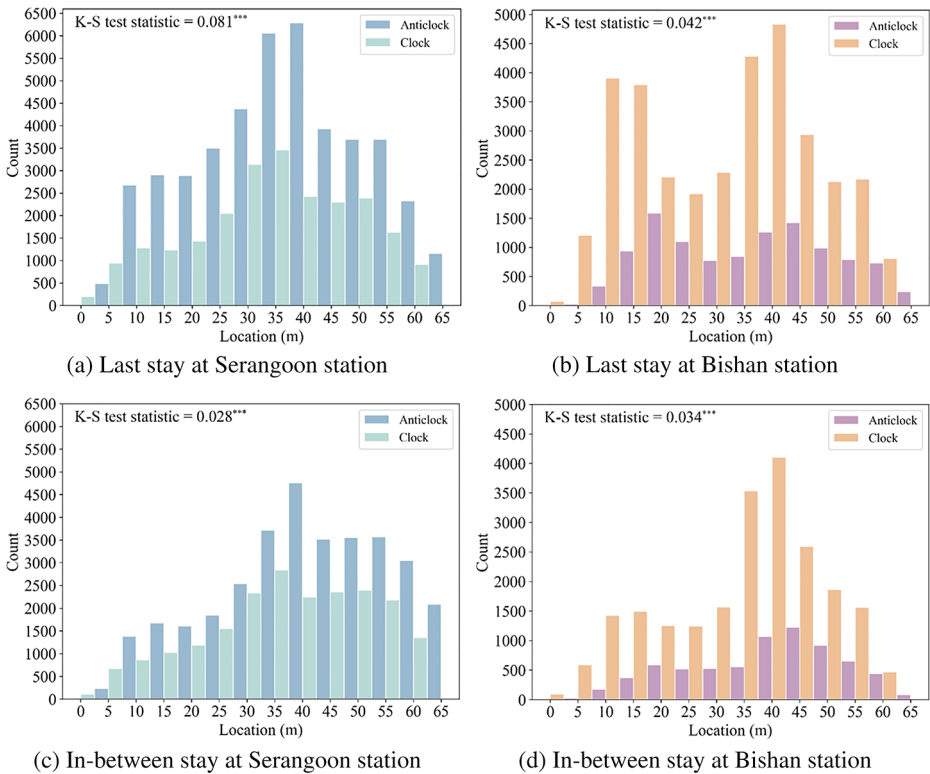 K-S test statistic = 0.081***
Anticlock
Clock
6500
6000
5500
5000
4500
4000
3500
3000
2500
2000
1500
1000
500
0
Count
0 5 10 15 20 25 30 35 40 45 50 55 60 65
Location (m)
(a) Last stay at Serangoon station
K-S test statistic = 0.042***
Anticlock
Clock
5000
4500
4000
3500
3000
2500
2000
1500
1000
500
0
Count
0 5 10 15 20 25 30 35 40 45 50 55 60 65
Location (m)
(b) Last stay at Bishan station
K-S test statistic = 0.028***
Anticlock
Clock
6500
6000
5500
5000
4500
4000
3500
3000
2500
2000
1500
1000
500
0
Count
0 5 10 15 20 25 30 35 40 45 50 55 60 65
Location (m)
(c) In-between stay at Serangoon station
K-S test statistic = 0.034***
Anticlock
Clock
5000
4500
4000
3500
3000
2500
2000
1500
1000
500
0
Count
0 5 10 15 20 25 30 35 40 45 50 55 60 65
Location (m)
(d) In-between stay at Bishan station